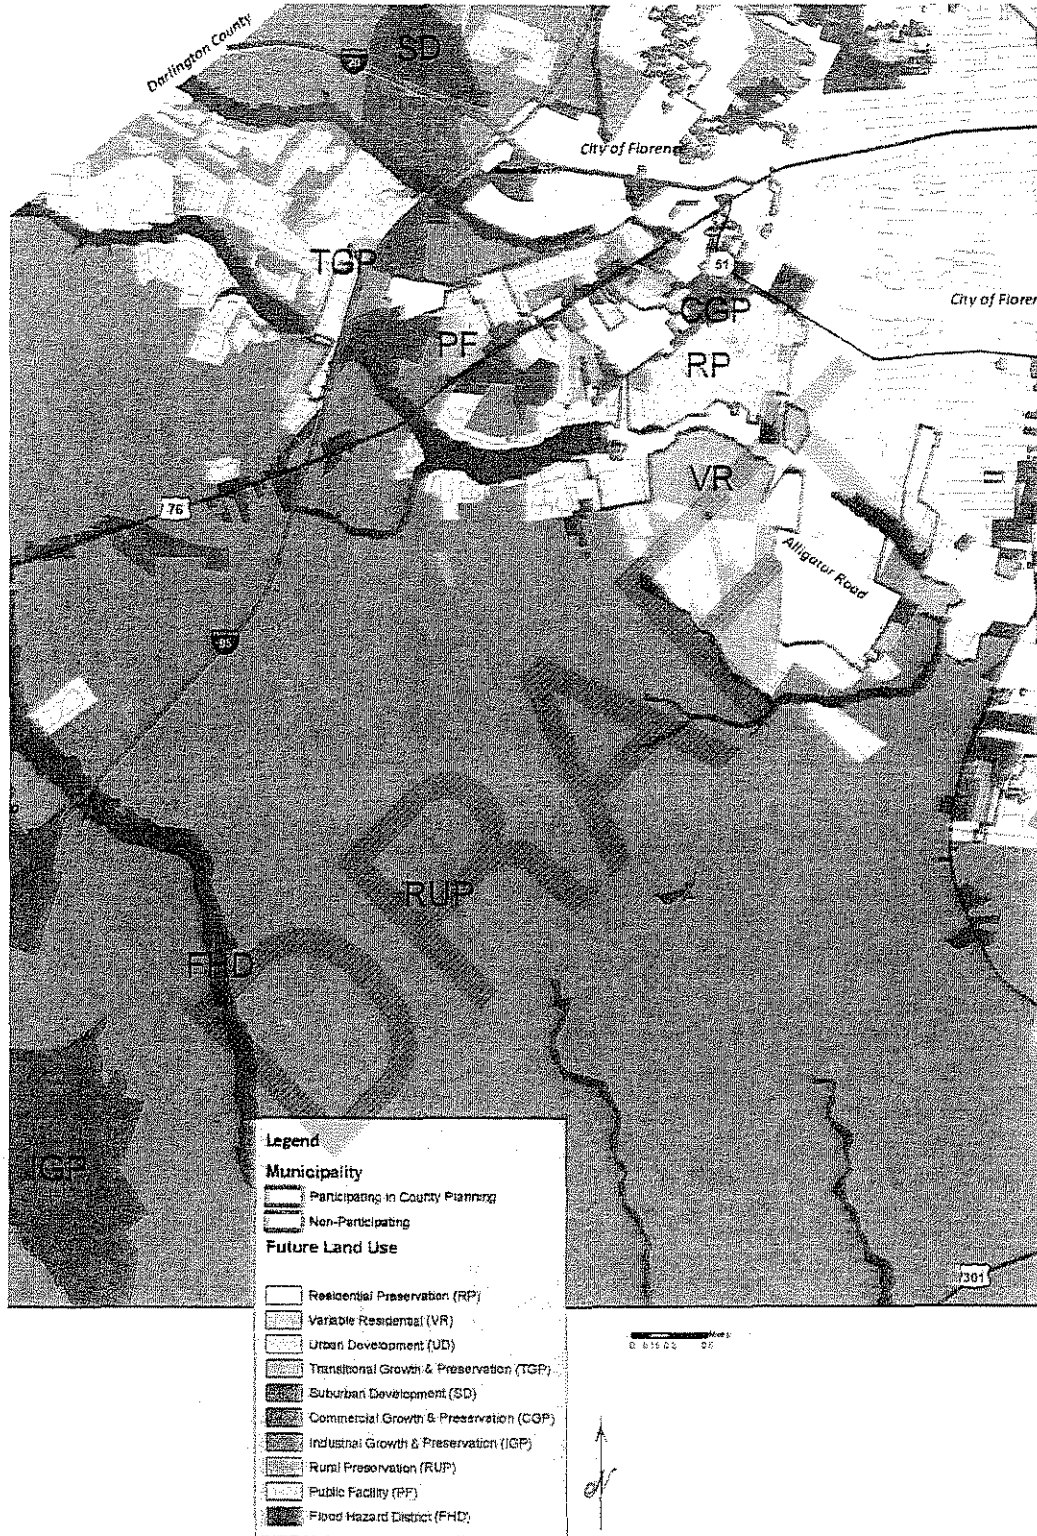 Darlington County
20
SD
City of Florence
TGP
51
CGP
City of Floren
PF
RP
VR
76
Alligator Road
95
DRAFT
RUP
FHD
IGP
301
Legend
Municipality
Participating in County Planning
Non-Participating
Future Land Use
Residential Preservation (RP)
Variable Residential (VR)
Urban Development (UD)
Transitional Growth & Preservation (TGP)
Suburban Development (SD)
Commercial Growth & Preservation (CGP)
Industrial Growth & Preservation (IGP)
Rural Preservation (RUP)
Public Facility (PF)
Flood Hazard District (FHD)
Miles
N